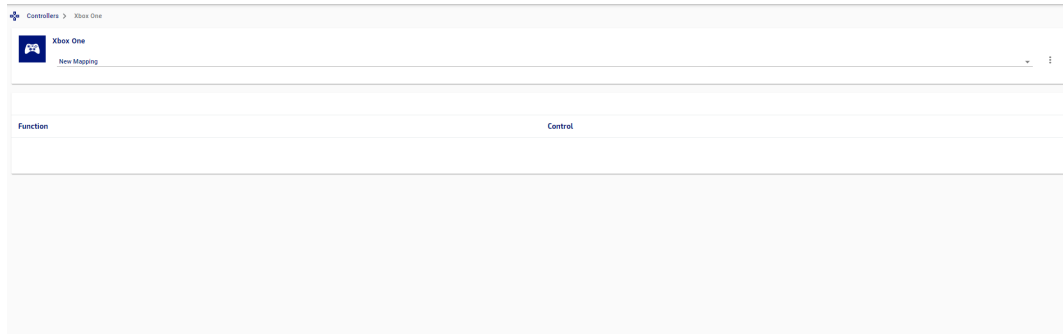 Controllers > Xbox One
Xbox One
New Mapping
Function Control